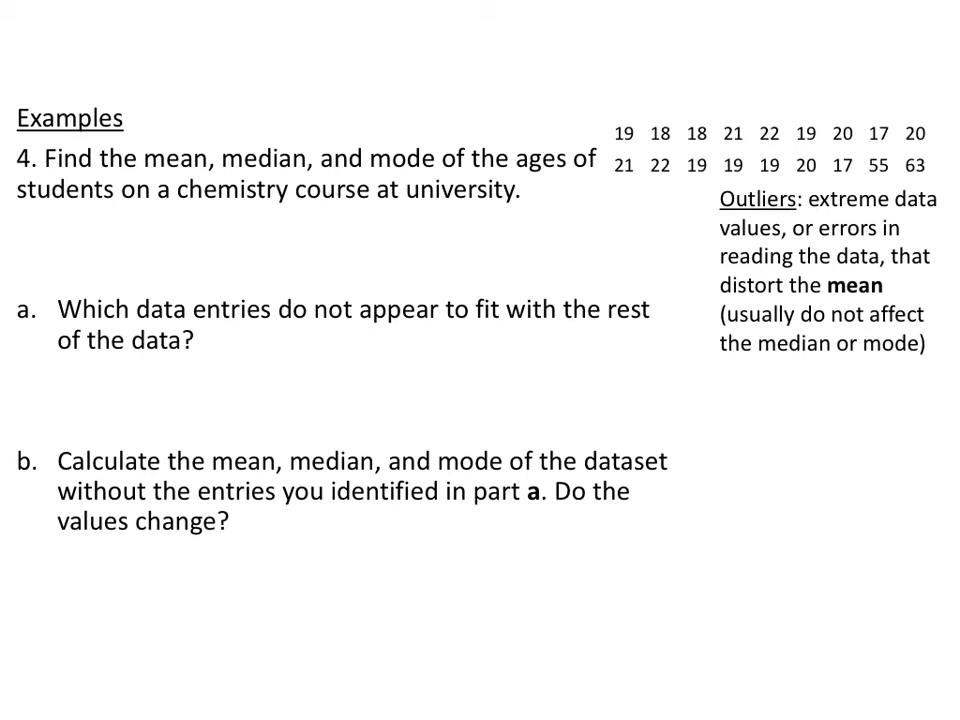 Examples
4. Find the mean, median, and mode of the ages of
students on a chemistry course at university.
19 18 18 21 22 19 20 17 20
21 22 19 19 19 20 17 55 63
Outliers: extreme data
values, or errors in
reading the data, that
distort the mean
(usually do not affect
the median or mode)
a. Which data entries do not appear to fit with the rest
of the data?
b. Calculate the mean, median, and mode of the dataset
without the entries you identified in part a. Do the
values change?